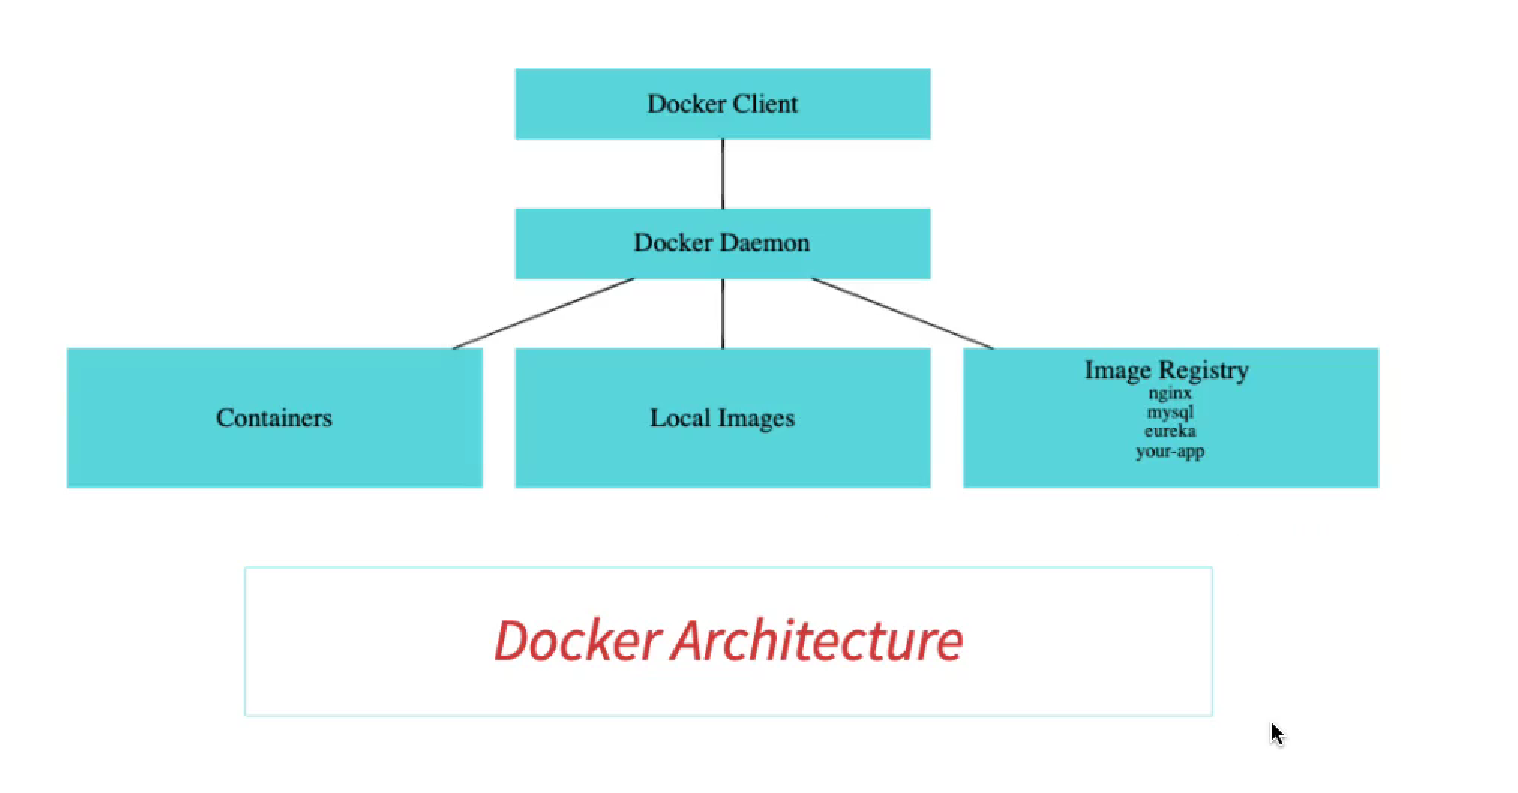 Docker Client
Docker Daemon
Containers
Local Images
Image Registry
nginx
mysql
eureka
your-app
Docker Architecture